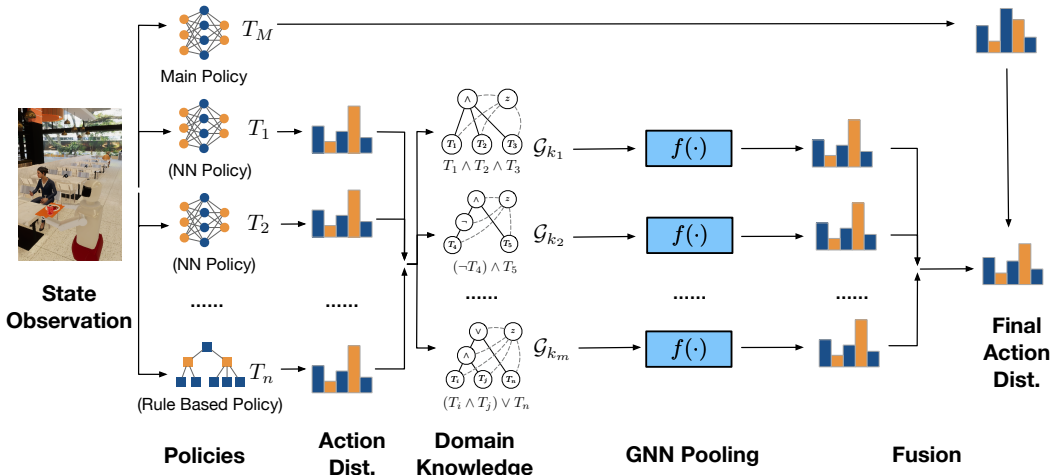 T_M
Main Policy
T_1
(NN Policy)
T_2
(NN Policy)
......
T_n
(Rule Based Policy)
State
Observation
......
∧ z
T_1 T_2 T_3
T_1 ∧ T_2 ∧ T_3
G_{k_1}
f(·)
∧ z
¬
T_4 T_5
(¬T_4) ∧ T_5
G_{k_2}
f(·)
......
......
......
∨ z
∧
T_i T_j T_n
(T_i ∧ T_j) ∨ T_n
G_{k_m}
f(·)
Final
Action
Dist.
Policies
Action
Dist.
Domain
Knowledge
GNN Pooling
Fusion